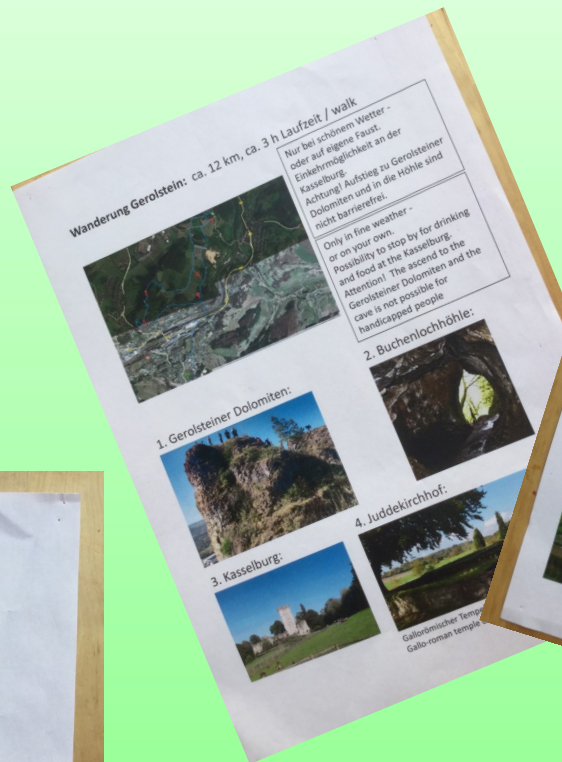 Wanderung Gerolstein: ca. 12 km, ca. 3 h Laufzeit / walk
Nur bei schönem Wetter -
oder auf eigene Faust.
Einkehrmöglichkeit an der
Kasselburg.
Achtung! Aufstieg zu Gerolsteiner
Dolomiten und in die Höhle sind
nicht barrierefrei.
Only in fine weather -
or on your own.
Possibility to stop by for drinking
and food at the Kasselburg.
Attention! The ascend to the
Gerolsteiner Dolomiten and the
cave is not possible for
handicapped people
1. Gerolsteiner Dolomiten:
2. Buchenlochhöhle:
3. Kasselburg:
4. Juddekirchhof:
Gallorömischer
Gallo-roman temple